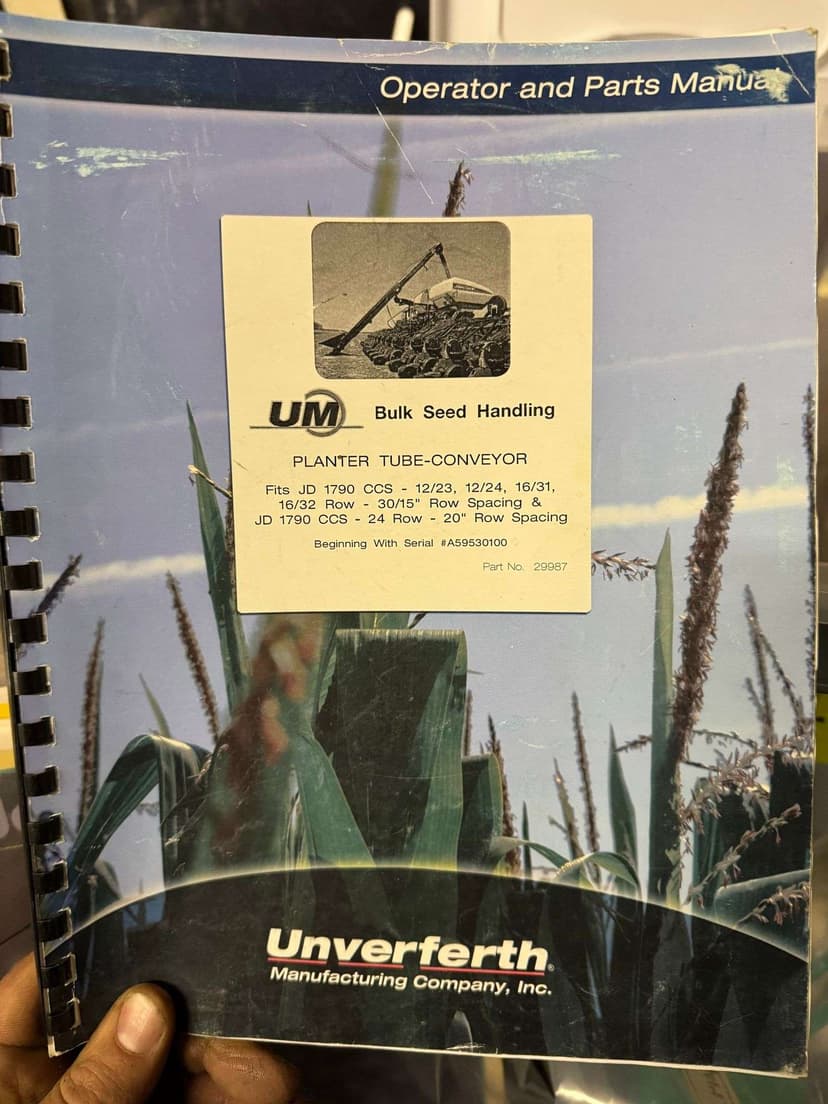 Operator and Parts Manual
UM Bulk Seed Handling
PLANTER TUBE-CONVEYOR
Fits JD 1790 CCS - 12/23, 12/24, 16/31,
16/32 Row - 30/15" Row Spacing &
JD 1790 CCS - 24 Row - 20" Row Spacing
Beginning With Serial #A59530100
Part No. 29987
Unverferth®
Manufacturing Company, Inc.